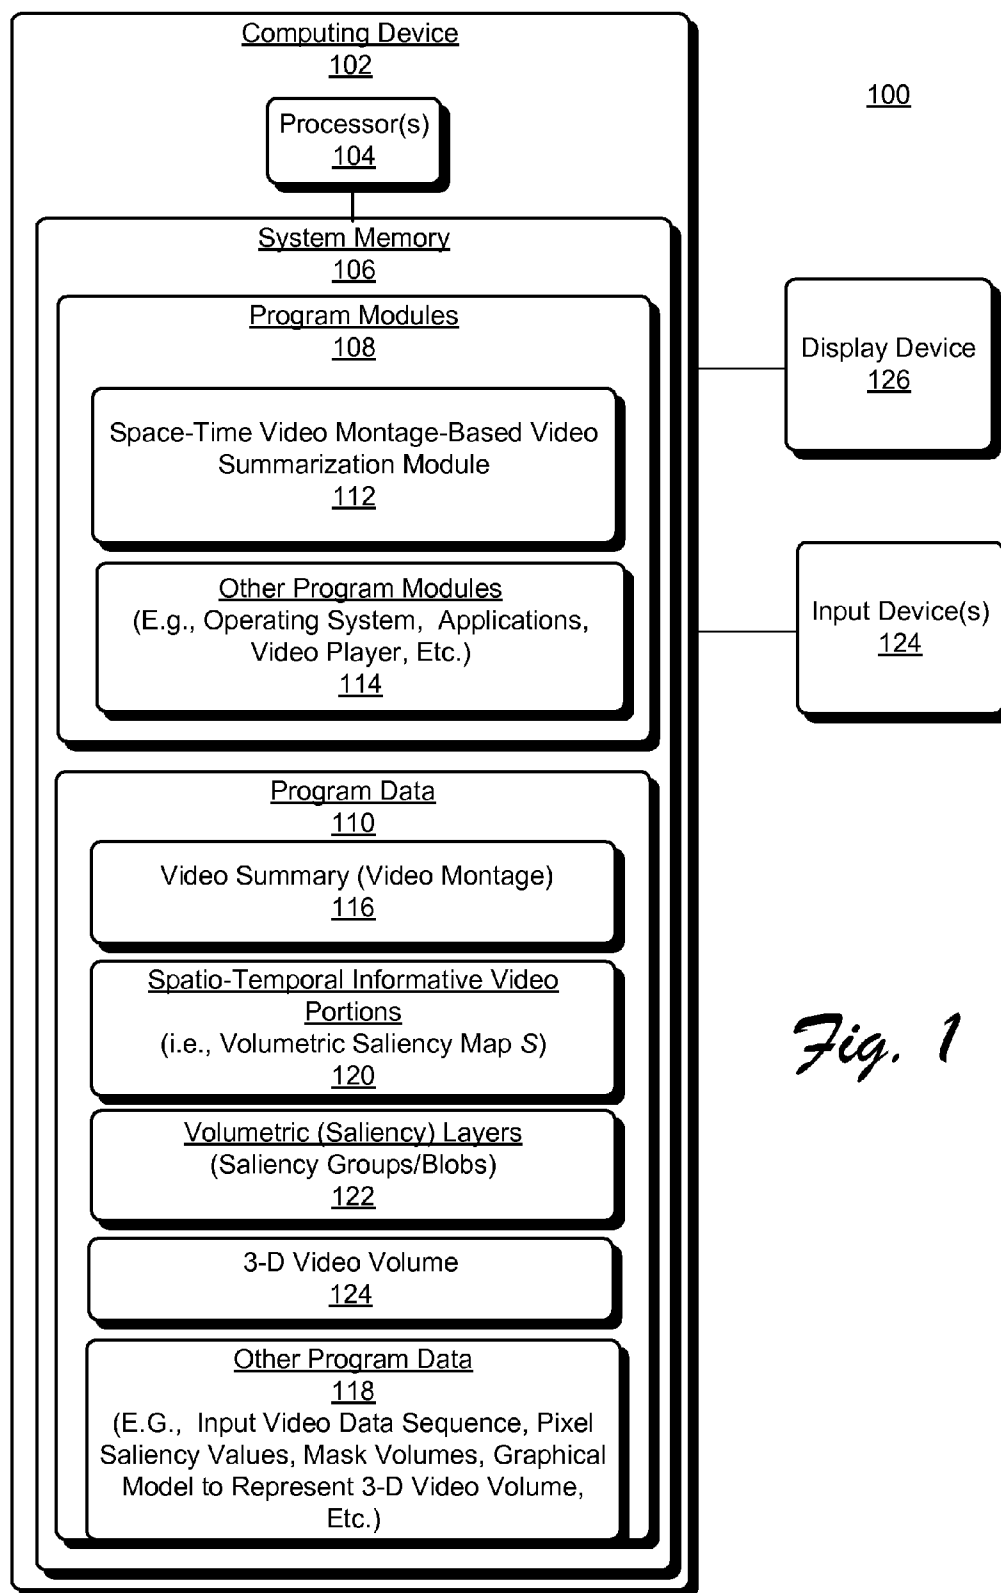 Computing Device
102
100
Processor(s)
104
System Memory
106
Program Modules
108
Space-Time Video Montage-Based Video
Summarization Module
112
Other Program Modules
(E.g., Operating System, Applications,
Video Player, Etc.)
114
Display Device
126
Input Device(s)
124
Program Data
110
Video Summary (Video Montage)
116
Spatio-Temporal Informative Video
Portions
(i.e., Volumetric Saliency Map S)
120
Volumetric (Saliency) Layers
(Saliency Groups/Blobs)
122
3-D Video Volume
124
Other Program Data
118
(E.G., Input Video Data Sequence, Pixel
Saliency Values, Mask Volumes, Graphical
Model to Represent 3-D Video Volume,
Etc.)
Fig. 1